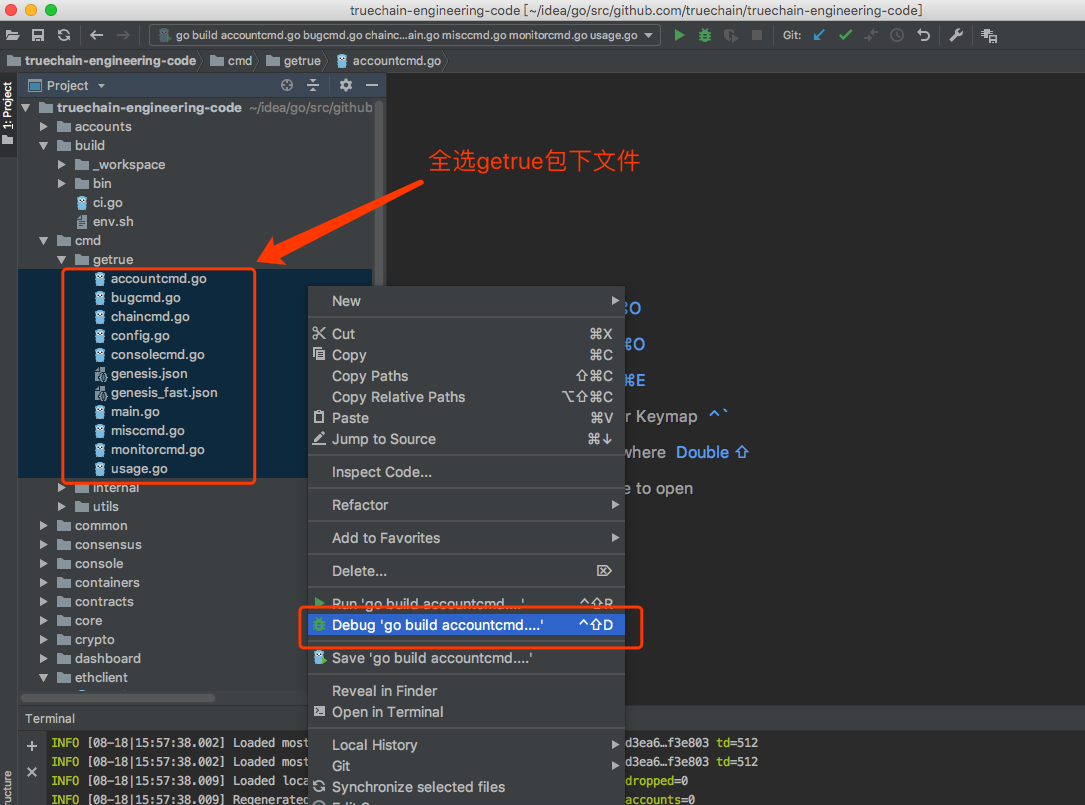 truechain-engineering-code [~/idea/go/src/github.com/truechain/truechain-engineering-code]
go build accountcmd.go bugcmd.go chainc...ain.go misccmd.go monitorcmd.go usage.go
Git:
truechain-engineering-code
cmd
getrue
accountcmd.go
1: Project
Project
truechain-engineering-code ~/idea/go/src/github
accounts
build
_workspace
bin
ci.go
env.sh
cmd
getrue
accountcmd.go
bugcmd.go
chaincmd.go
config.go
consolecmd.go
genesis.json
genesis_fast.json
main.go
misccmd.go
monitorcmd.go
usage.go
internal
utils
common
consensus
console
containers
contracts
core
crypto
dashboard
ethclient
全选getrue包下文件
⌘O
⌘E
r Keymap ⌃`
where Double ⇧
e to open
New
Cut ⌘X
Copy ⌘C
Copy Paths ⇧⌘C
Copy Relative Paths ⌥⇧⌘C
Paste ⌘V
Jump to Source ⌘↓
Inspect Code...
Refactor
Add to Favorites
Delete... ⌦
Run 'go build accountcmd....' ⌃⇧R
Debug 'go build accountcmd....' ⌃⇧D
Save 'go build accountcmd....'
Reveal in Finder
Open in Terminal
Local History
Git
Synchronize selected files
Terminal
INFO [08-18|15:57:38.002] Loaded most
d3ea6…f3e803 td=512
INFO [08-18|15:57:38.002] Loaded most
d3ea6…f3e803 td=512
INFO [08-18|15:57:38.009] Loaded loca
dropped=0
INFO [08-18|15:57:38.009] Regenerated
accounts=0
ructure